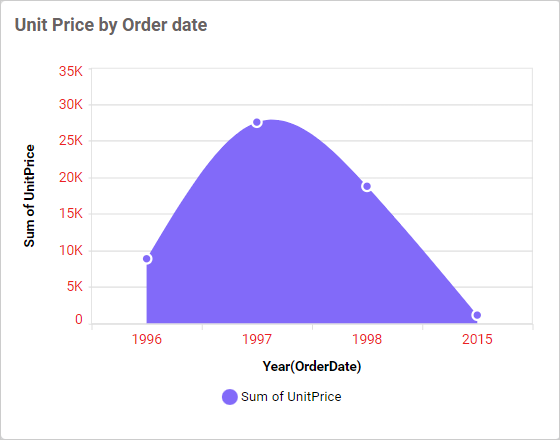 Unit Price by Order date
35K
30K
25K
20K
15K
10K
5K
0
Sum of UnitPrice
1996 1997 1998 2015
Year(OrderDate)
Sum of UnitPrice